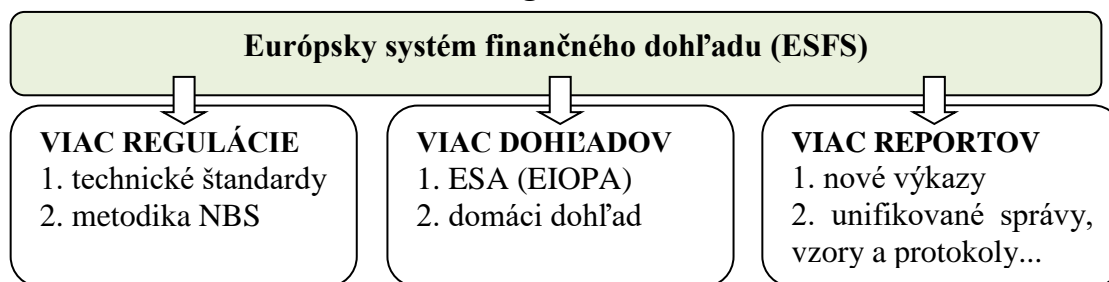 Európsky systém finančného dohľadu (ESFS)
VIAC REGULÁCIE
1. technické štandardy
2. metodika NBS
VIAC DOHĽADOV
1. ESA (EIOPA)
2. domáci dohľad
VIAC REPORTOV
1. nové výkazy
2. unifikované správy,
vzory a protokoly...